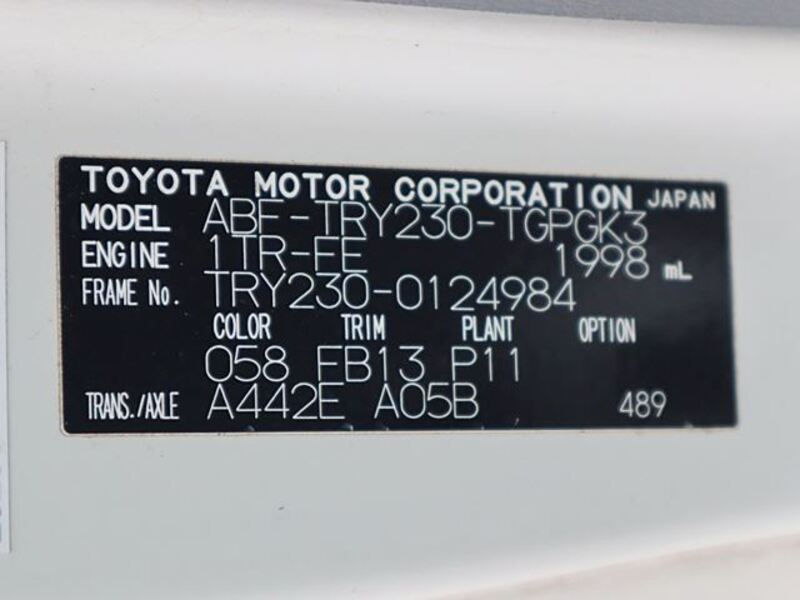 TOYOTA MOTOR CORPORATION JAPAN
MODEL ABF-TRY230-TGPGK3
ENGINE 1TR-FE 1998 mL
FRAME No. TRY230-0124984
COLOR TRIM PLANT OPTION
058 FB13 P11
TRANS./AXLE A442E A05B 489